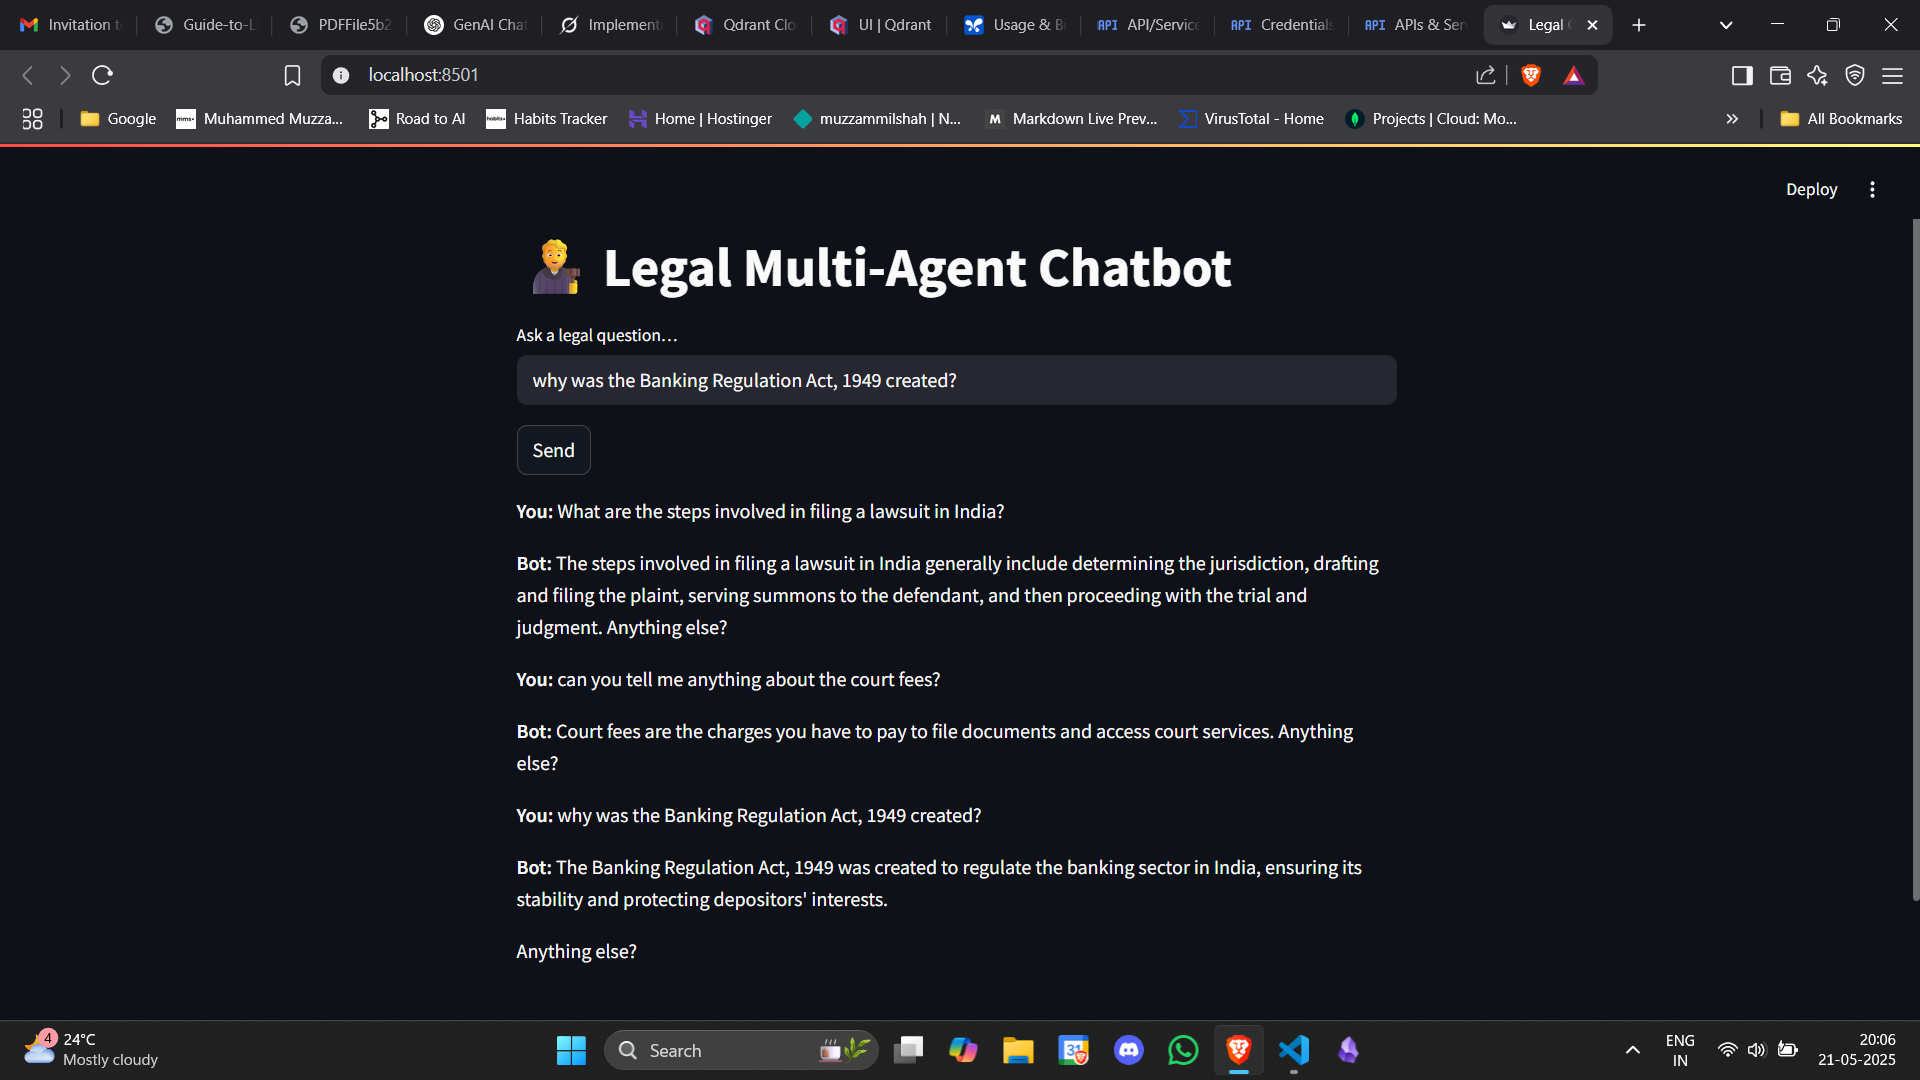 Invitation t
Guide-to-L
PDFFile5b2
GenAI Chat
Implementi
Qdrant Clo
UI | Qdrant
Usage & Bi
API API/Service
API Credentials
API APIs & Serv
Legal
localhost:8501
Google
mms+ Muhammed Muzza...
Road to AI
habits+ Habits Tracker
Home | Hostinger
muzzammilshah | N...
M Markdown Live Prev...
VirusTotal - Home
Projects | Cloud: Mo...
All Bookmarks
Deploy
Legal Multi-Agent Chatbot
Ask a legal question…
why was the Banking Regulation Act, 1949 created?
Send
You: What are the steps involved in filing a lawsuit in India?
Bot: The steps involved in filing a lawsuit in India generally include determining the jurisdiction, drafting
and filing the plaint, serving summons to the defendant, and then proceeding with the trial and
judgment. Anything else?
You: can you tell me anything about the court fees?
Bot: Court fees are the charges you have to pay to file documents and access court services. Anything
else?
You: why was the Banking Regulation Act, 1949 created?
Bot: The Banking Regulation Act, 1949 was created to regulate the banking sector in India, ensuring its
stability and protecting depositors' interests.
Anything else?
4
24°C
Mostly cloudy
Search
31
ENG
IN
20:06
21-05-2025